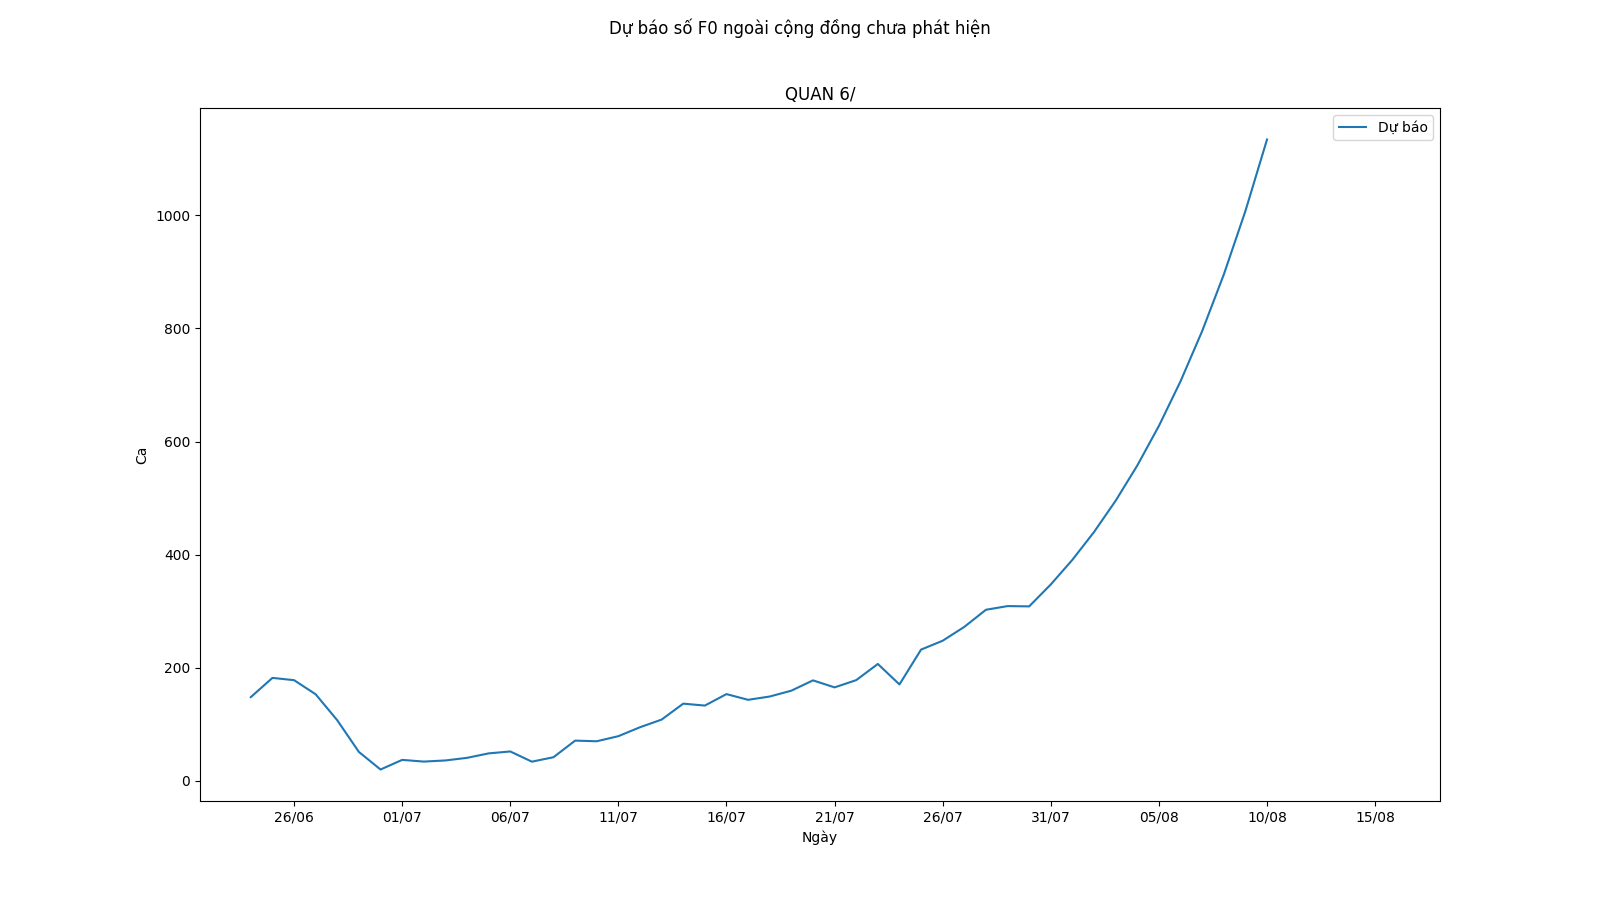 Dự báo số F0 ngoài cộng đồng chưa phát hiện
QUAN 6/
Dự báo
1000
800
600
400
200
0
Ca
26/06 01/07 06/07 11/07 16/07 21/07 26/07 31/07 05/08 10/08 15/08
Ngày